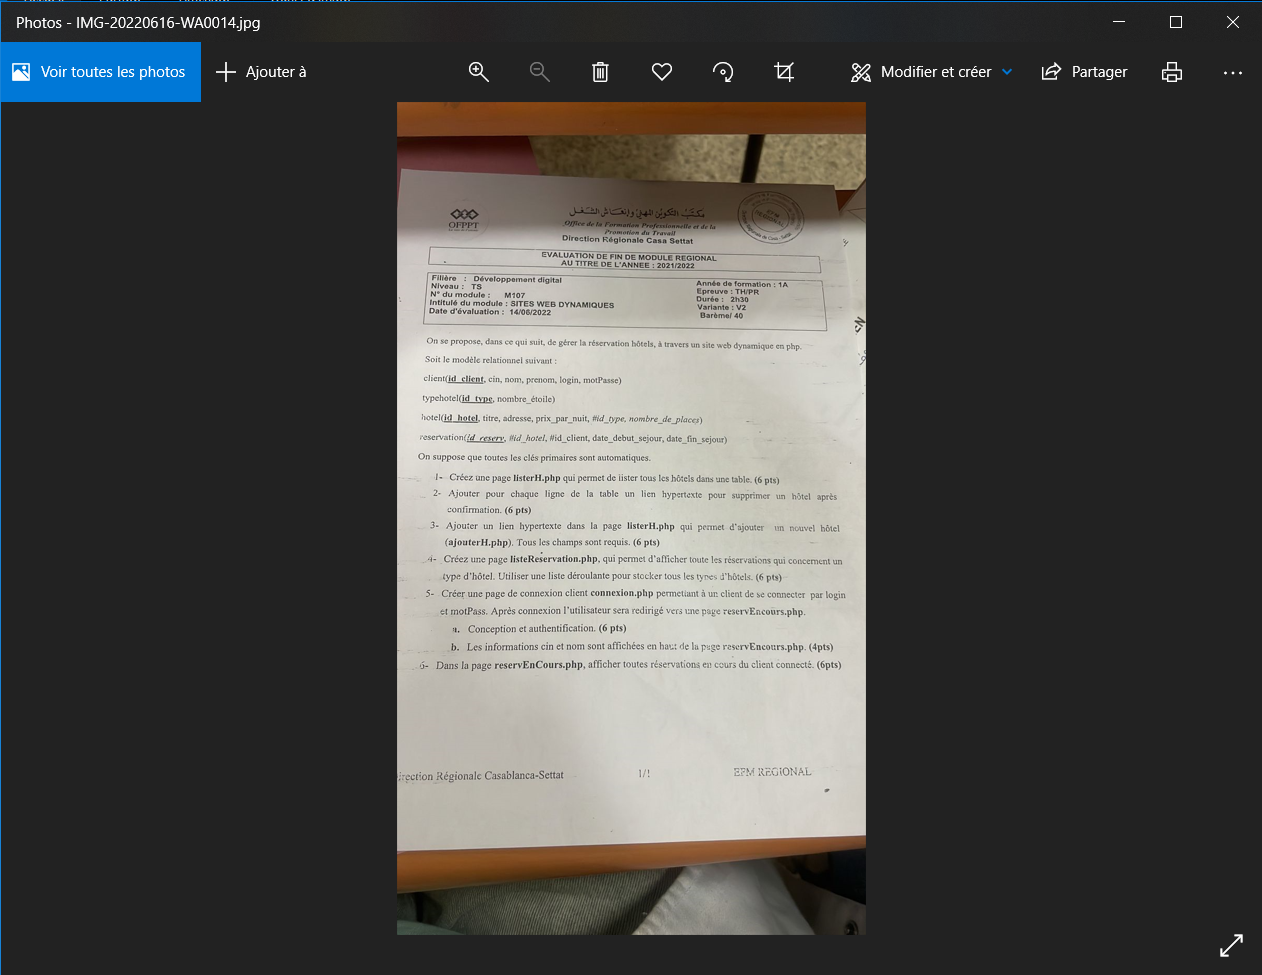 Photos - IMG-20220616-WA0014.jpg
Voir toutes les photos
Ajouter à
Modifier et créer
Partager
OFPPT
مكتب التكوين المهني وإنعاش الشغل
Office de la Formation Professionnelle et de la
Promotion du Travail
Direction Régionale Casa Settat
EFM
REGIONAL
EVALUATION DE FIN DE MODULE REGIONAL
AU TITRE DE L'ANNEE : 2021/2022
Filière : Développement digital
Niveau : TS
N° du module : M107
Intitulé du module : SITES WEB DYNAMIQUES
Date d'évaluation : 14/06/2022
Année de formation : 1A
Epreuve : TH/PR
Durée : 2h30
Variante : V2
Barème/ 40
On se propose, dans ce qui suit, de gérer la réservation hôtels, à travers un site web dynamique en php.
Soit le modèle relationnel suivant :
client(id_client, cin, nom, prenom, login, motPasse)
typehotel(id_type, nombre_étoile)
hotel(id_hotel, titre, adresse, prix_par_nuit, #id_type, nombre_de_places)
reservation(id_reserv, #id_hotel, #id_client, date_debut_sejour, date_fin_sejour)
On suppose que toutes les clés primaires sont automatiques.
1- Créez une page listerH.php qui permet de lister tous les hôtels dans une table. (6 pts)
2- Ajouter pour chaque ligne de la table un lien hypertexte pour supprimer un hôtel après
confirmation. (6 pts)
3- Ajouter un lien hypertexte dans la page listerH.php qui permet d'ajouter un nouvel hôtel
(ajouterH.php). Tous les champs sont requis. (6 pts)
4- Créez une page listeReservation.php, qui permet d'afficher toute les réservations qui concernent un
type d'hôtel. Utiliser une liste déroulante pour stocker tous les types d'hôtels. (6 pts)
5- Créer une page de connexion client connexion.php permettant à un client de se connecter par login
et motPass. Après connexion l'utilisateur sera redirigé vers une page reservEncours.php.
a. Conception et authentification. (6 pts)
b. Les informations cin et nom sont affichées en haut de la page reservEncours.php. (4pts)
6- Dans la page reservEnCours.php, afficher toutes réservations en cours du client connecté. (6pts)
irection Régionale Casablanca-Settat
1/1
EFM REGIONAL